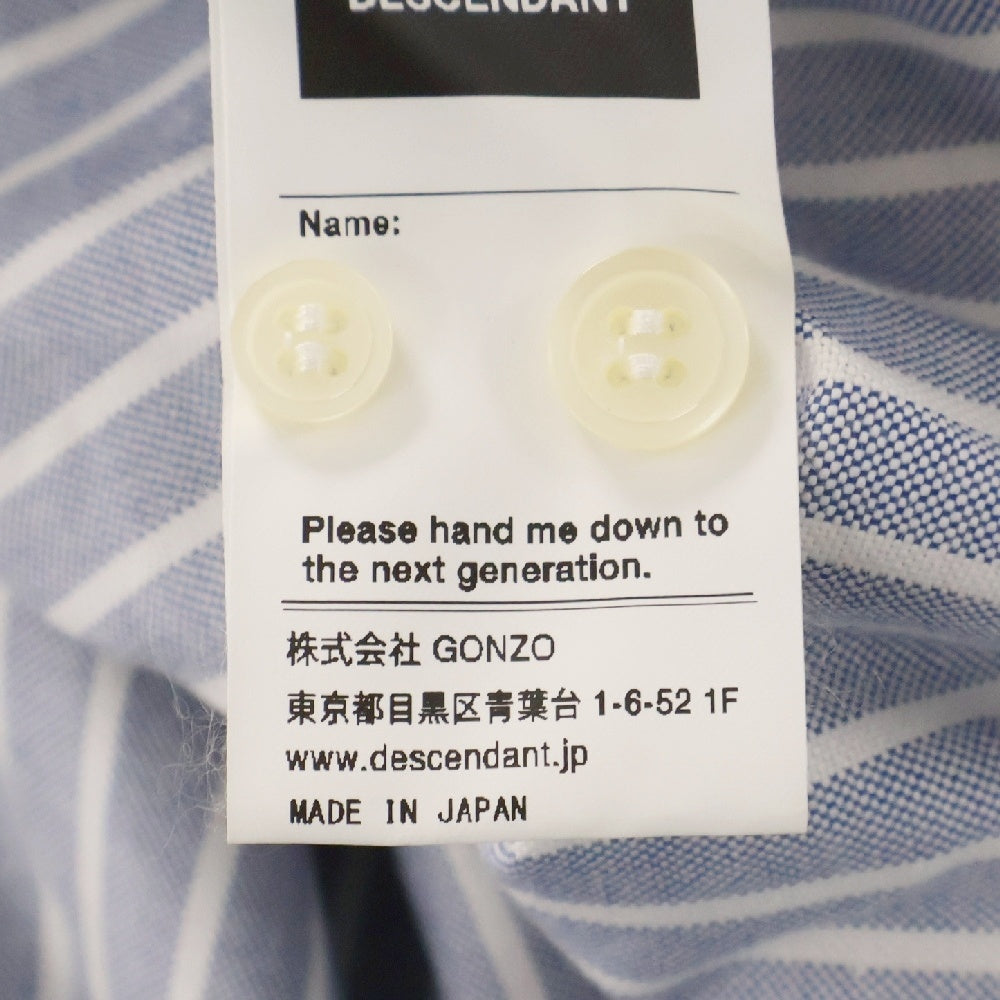 DESCENDANT
Name:
Please hand me down to
the next generation.
株式会社 GONZO
東京都目黒区青葉台 1-6-52 1F
www.descendant.jp
MADE IN JAPAN